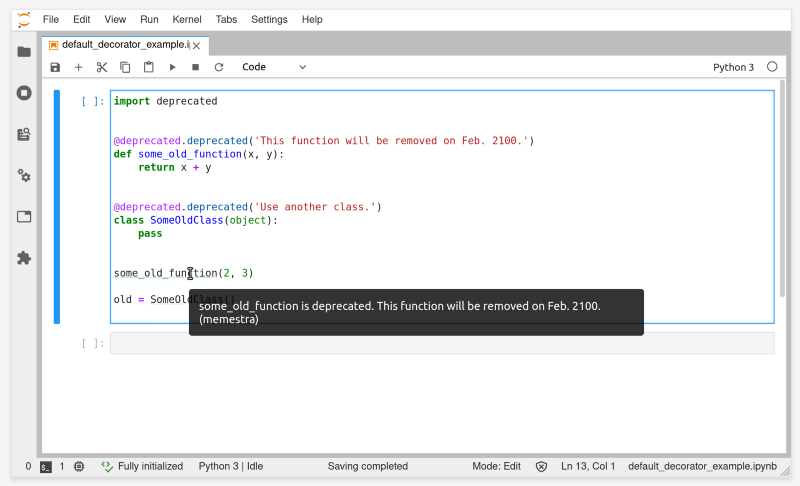 File Edit View Run Kernel Tabs Settings Help
default_decorator_example.i
Code
Python 3
[ ]:
import deprecated
@deprecated.deprecated('This function will be removed on Feb. 2100.')
def some_old_function(x, y):
    return x + y
@deprecated.deprecated('Use another class.')
class SomeOldClass(object):
    pass
some_old_function(2, 3)
old = SomeOldClass()
some_old_function is deprecated. This function will be removed on Feb. 2100.
(memestra)
[ ]:
0 $_ 1 Fully initialized Python 3 | Idle Saving completed Mode: Edit Ln 13, Col 1 default_decorator_example.ipynb